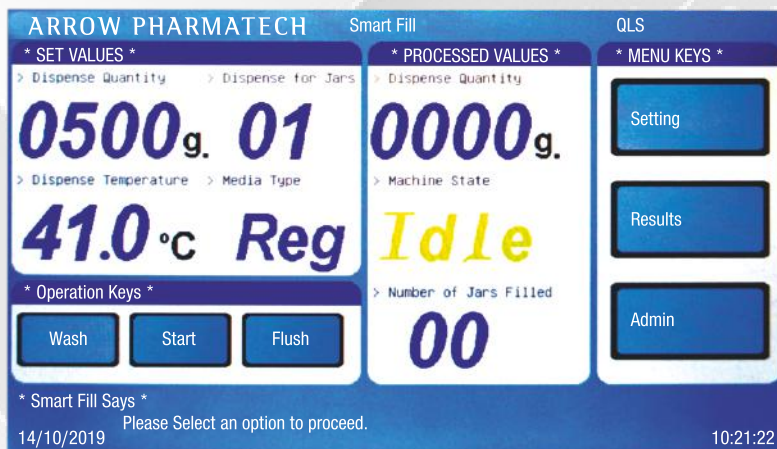 ARROW PHARMATECH Smart Fill QLS
* SET VALUES *
> Dispense Quantity > Dispense for Jars
0500g. 01
> Dispense Temperature > Media Type
41.0 °C Reg
* Operation Keys *
Wash Start Flush
* PROCESSED VALUES *
> Dispense Quantity
0000g.
> Machine State
Idle
> Number of Jars Filled
00
* MENU KEYS *
Setting
Results
Admin
* Smart Fill Says *
Please Select an option to proceed.
14/10/2019 10:21:22